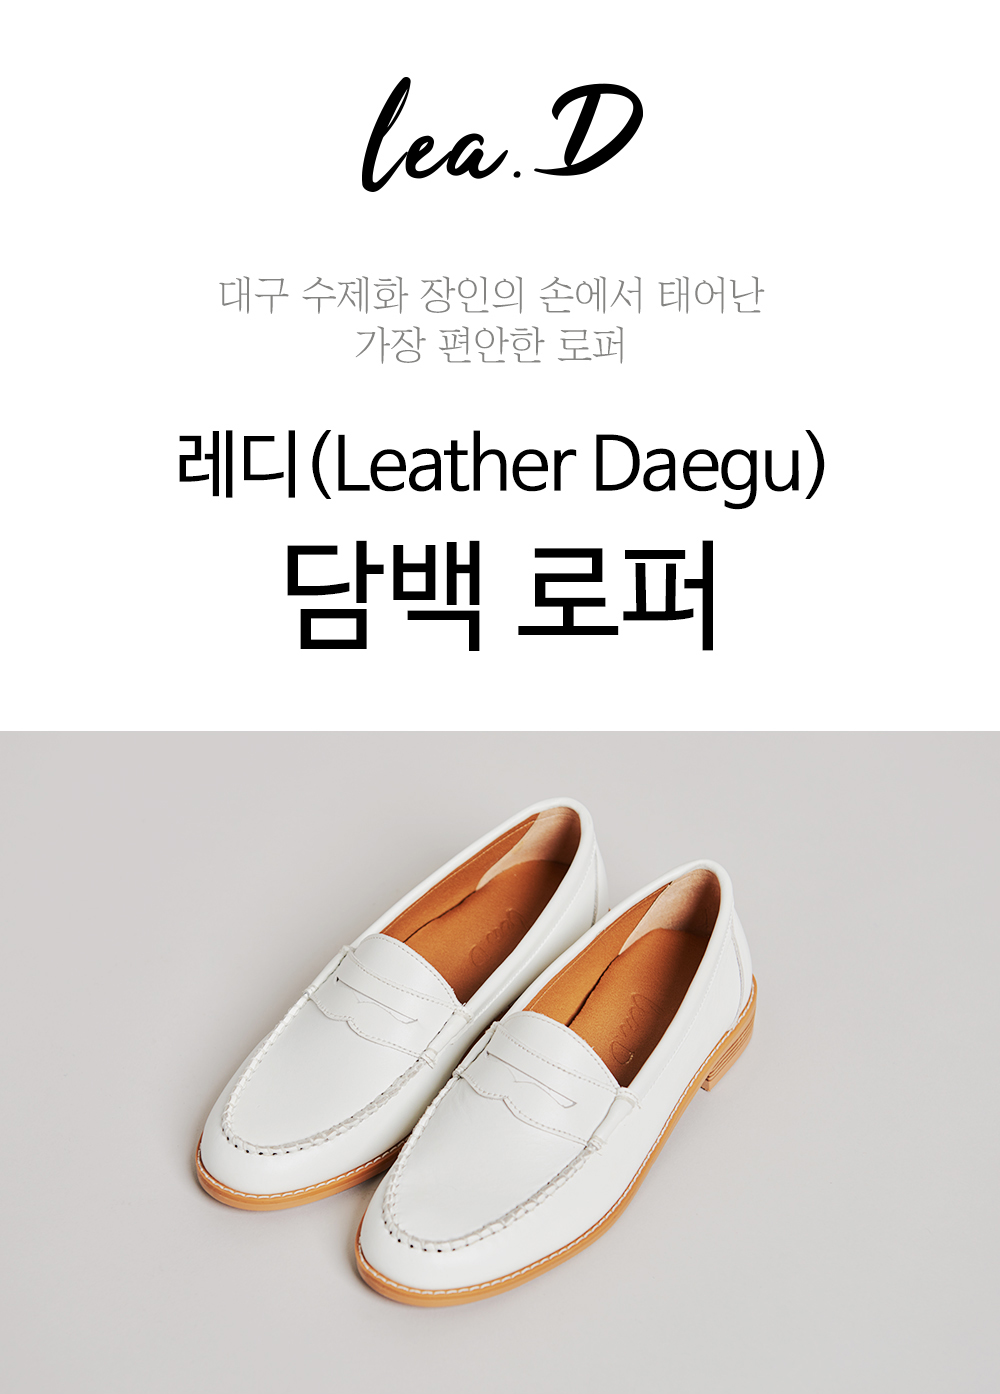 lea.D
대구 수제화 장인의 손에서 태어난
가장 편안한 로퍼
레디(Leather Daegu)
담백 로퍼